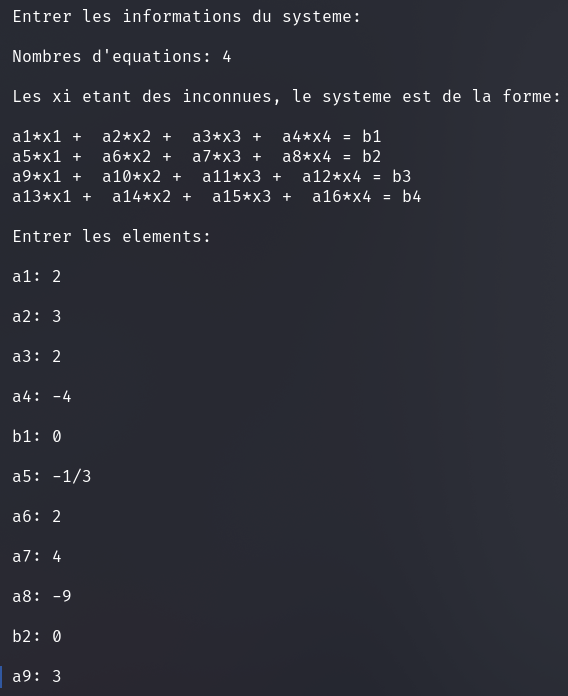 Entrer les informations du systeme:
Nombres d'equations: 4
Les xi etant des inconnues, le systeme est de la forme:
a1*x1 +  a2*x2 +  a3*x3 +  a4*x4 = b1
a5*x1 +  a6*x2 +  a7*x3 +  a8*x4 = b2
a9*x1 +  a10*x2 +  a11*x3 +  a12*x4 = b3
a13*x1 +  a14*x2 +  a15*x3 +  a16*x4 = b4
Entrer les elements:
a1: 2
a2: 3
a3: 2
a4: -4
b1: 0
a5: -1/3
a6: 2
a7: 4
a8: -9
b2: 0
a9: 3